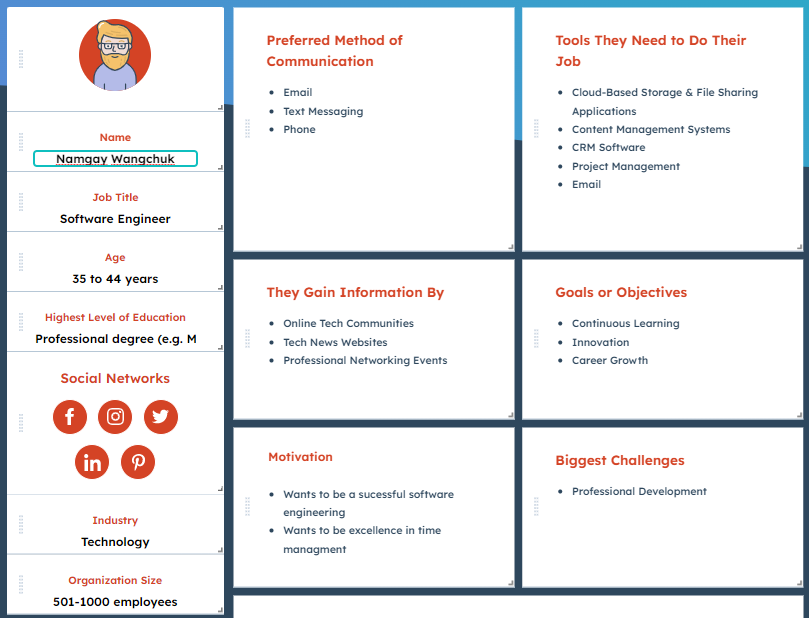 Name
Namgay Wangchuk
Job Title
Software Engineer
Age
35 to 44 years
Highest Level of Education
Professional degree (e.g. M
Social Networks
Industry
Technology
Organization Size
501-1000 employees
Preferred Method of
Communication
Email
Text Messaging
Phone
Tools They Need to Do Their
Job
Cloud-Based Storage & File Sharing
Applications
Content Management Systems
CRM Software
Project Management
Email
They Gain Information By
Online Tech Communities
Tech News Websites
Professional Networking Events
Goals or Objectives
Continuous Learning
Innovation
Career Growth
Motivation
Wants to be a sucessful software
engineering
Wants to be excellence in time
managment
Biggest Challenges
Professional Development